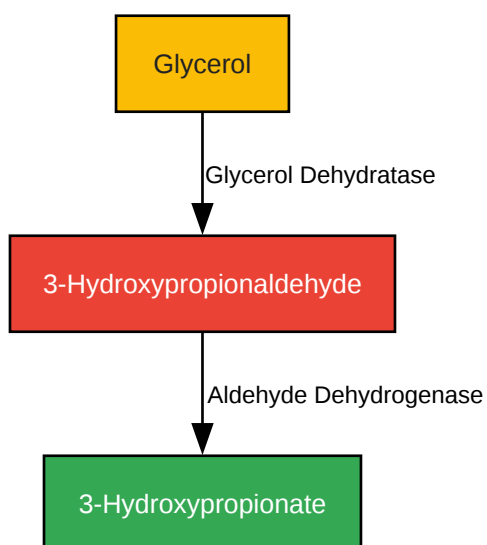 Glycerol
Glycerol Dehydratase
3-Hydroxypropionaldehyde
Aldehyde Dehydrogenase
3-Hydroxypropionate